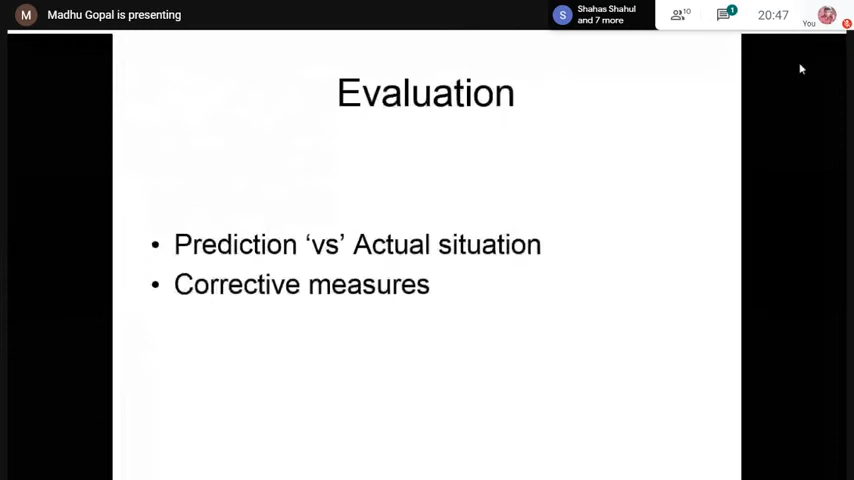 M Madhu Gopal is presenting
S Shahas Shahul
and 7 more
10
1
20:47
You
Evaluation
• Prediction ‘vs’ Actual situation
• Corrective measures